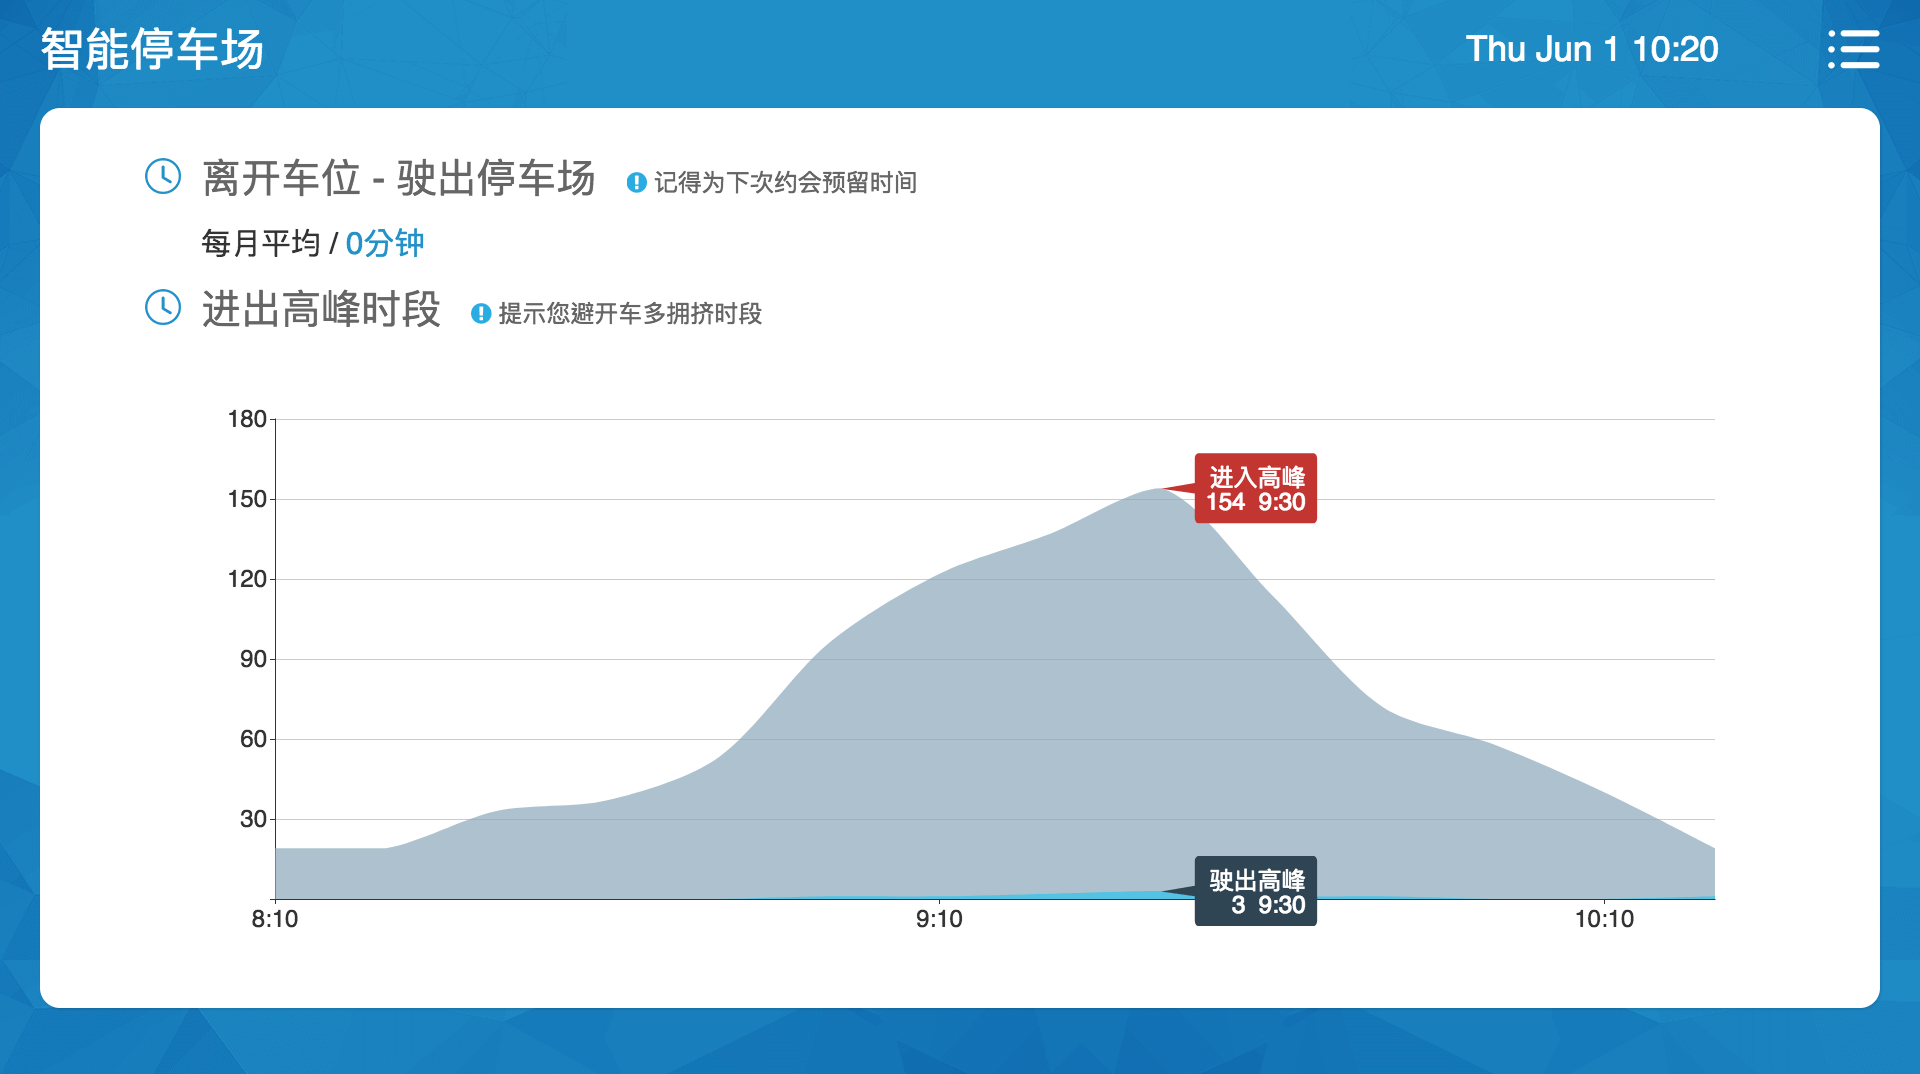 智能停车场
Thu Jun 1 10:20
离开车位 - 驶出停车场
记得为下次约会预留时间
每月平均 / 0分钟
进出高峰时段
提示您避开车多拥挤时段
180
150
120
90
60
30
进入高峰
154 9:30
驶出高峰
3 9:30
8:10
9:10
10:10